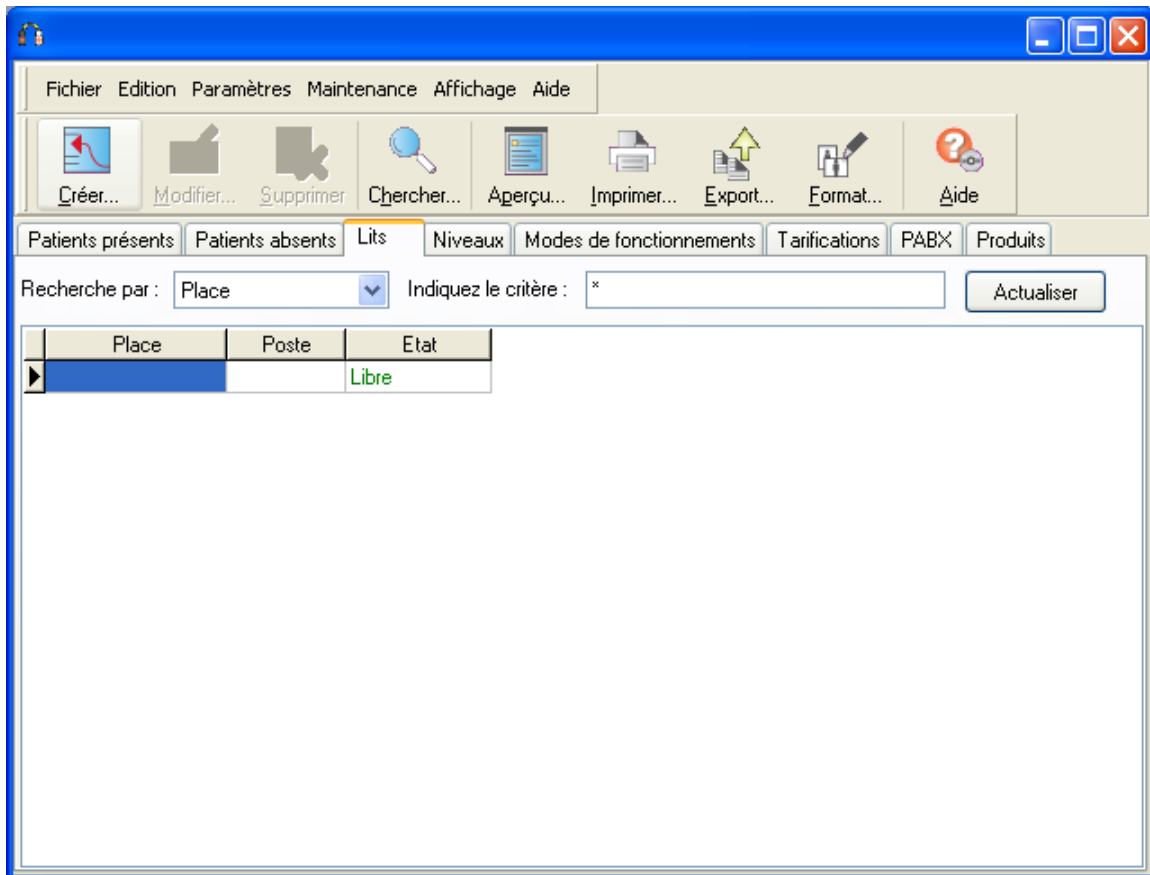 Fichier Edition Paramètres Maintenance Affichage Aide
Créer... Modifier... Supprimer Chercher... Aperçu... Imprimer... Export... Format... Aide
Patients présents Patients absents Lits Niveaux Modes de fonctionnements Tarifications PABX Produits
Recherche par : Place Indiquez le critère : * Actualiser
Place Poste Etat
Libre